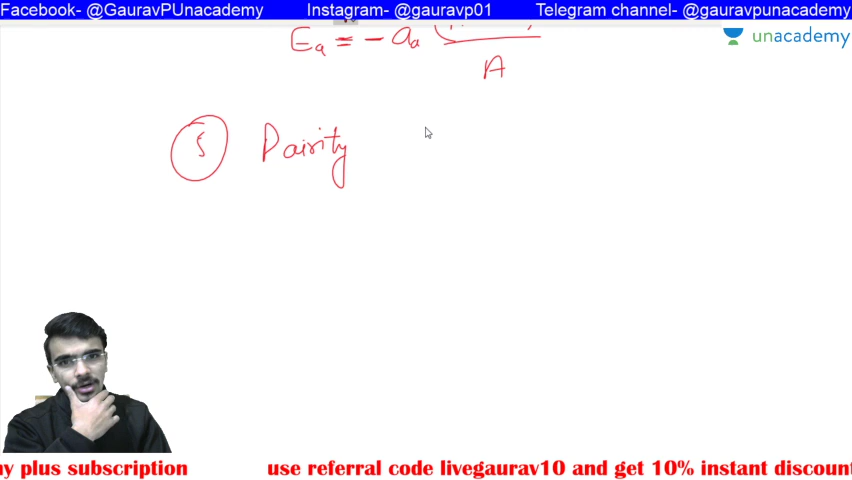 Facebook- @GauravPUnacademy Instagram- @gauravp01 Telegram channel- @gauravpunacademy
unacademy
Ea = - aa
A
5 Pairity
ny plus subscription use referral code livegaurav10 and get 10% instant discount